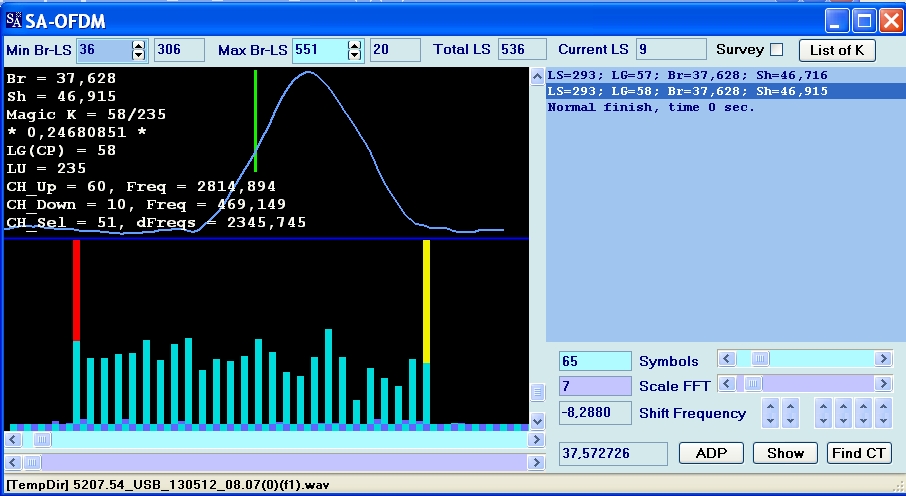 SA-OFDM
Min Br-LS 36 306 Max Br-LS 551 20 Total LS 536 Current LS 9 Survey List of K
Br = 37,628
Sh = 46,915
Magic K = 58/235
* 0,24680851 *
LG(CP) = 58
LU = 235
CH_Up = 60, Freq = 2814,894
CH_Down = 10, Freq = 469,149
CH_Sel = 51, dFreqs = 2345,745
LS=293; LG=57; Br=37,628; Sh=46,716
LS=293; LG=58; Br=37,628; Sh=46,915
Normal finish, time 0 sec.
65 Symbols
7 Scale FFT
-8,2880 Shift Frequency
37,572726 ADP Show Find CT
[TempDir] 5207.54_USB_130512_08.07(0)(f1).wav